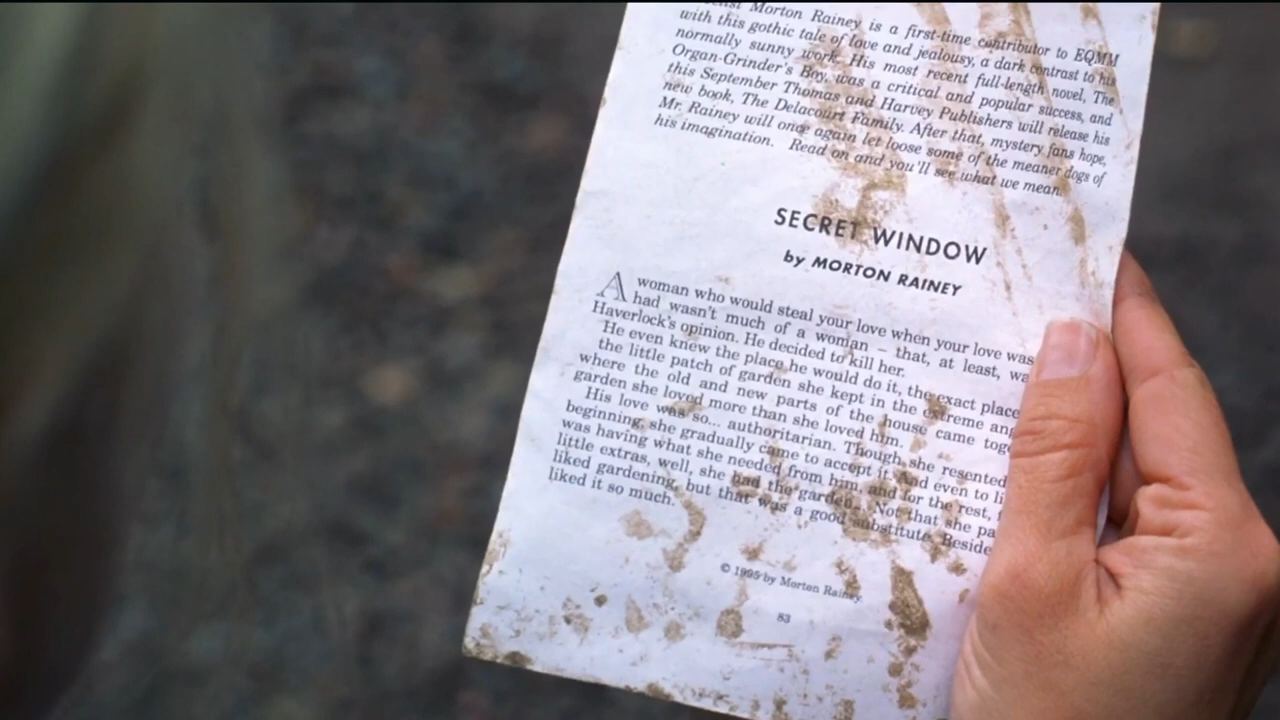 Morton Rainey is a first-time contributor to EQMM
with this gothic tale of love and jealousy, a dark contrast to his
normally sunny work. His most recent full-length novel, The
Organ-Grinder's Boy, was a critical and popular success, and
this September Thomas and Harvey Publishers will release his
new book, The Delacourt Family. After that, mystery fans hope,
Mr. Rainey will once again let loose some of the meaner dogs of
his imagination. Read on and you'll see what we mean.
SECRET WINDOW
by MORTON RAINEY
A woman who would steal your love when your love was
had wasn't much of a woman – that, at least, wa
Haverlock's opinion. He decided to kill her.
He even knew the place he would do it, the exact place
the little patch of garden she kept in the extreme an
where the old and new parts of the house came toge
garden she loved more than she loved him.
His love was so... authoritarian. Though she resented
beginning, she gradually came to accept it. And even to li
was having what she needed from him, and for the rest,
little extras, well, she had the garden. Not that she pa
liked gardening, but that was a good substitute. Beside
liked it so much.
© 1995 by Morton Rainey.
83